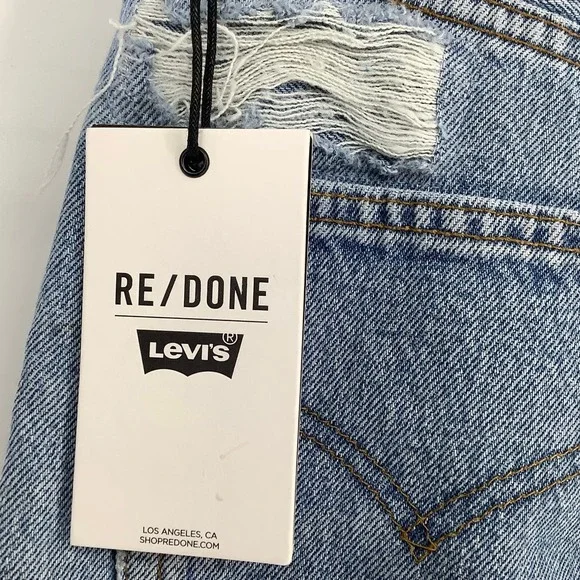 RE/DONE
LEVI'S®
LOS ANGELES, CA
SHOPREDONE.COM